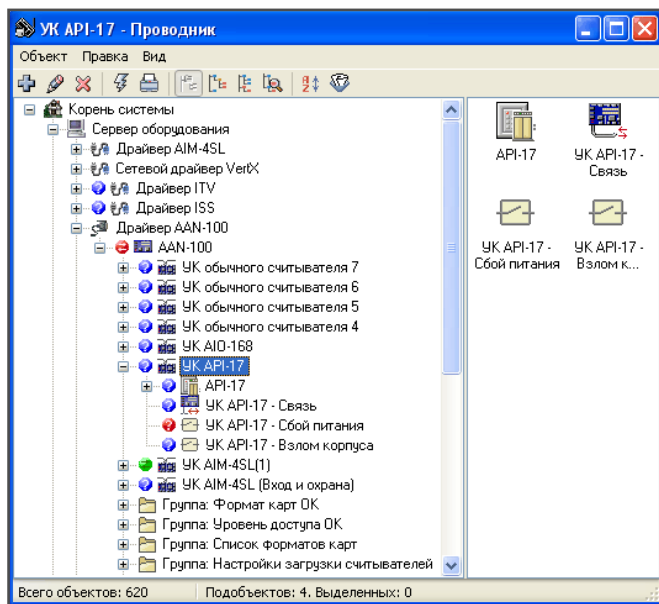 УК API-17 - Проводник
Объект Правка Вид
Корень системы
Сервер оборудования
Драйвер AIM-4SL
Сетевой драйвер VertX
Драйвер ITV
Драйвер ISS
Драйвер AAN-100
AAN-100
УК обычного считывателя 7
УК обычного считывателя 6
УК обычного считывателя 5
УК обычного считывателя 4
УК AIO-168
УК API-17
API-17
УК API-17 - Связь
УК API-17 - Сбой питания
УК API-17 - Взлом корпуса
УК AIM-4SL(1)
УК AIM-4SL (Вход и охрана)
Группа: Формат карт ОК
Группа: Уровень доступа ОК
Группа: Список форматов карт
Группа: Настройки загрузки считывателей
API-17
УК API-17 -
Связь
УК API-17 -
Сбой питания
УК API-17 -
Взлом к...
Всего объектов: 620
Подобъектов: 4. Выделенных: 0